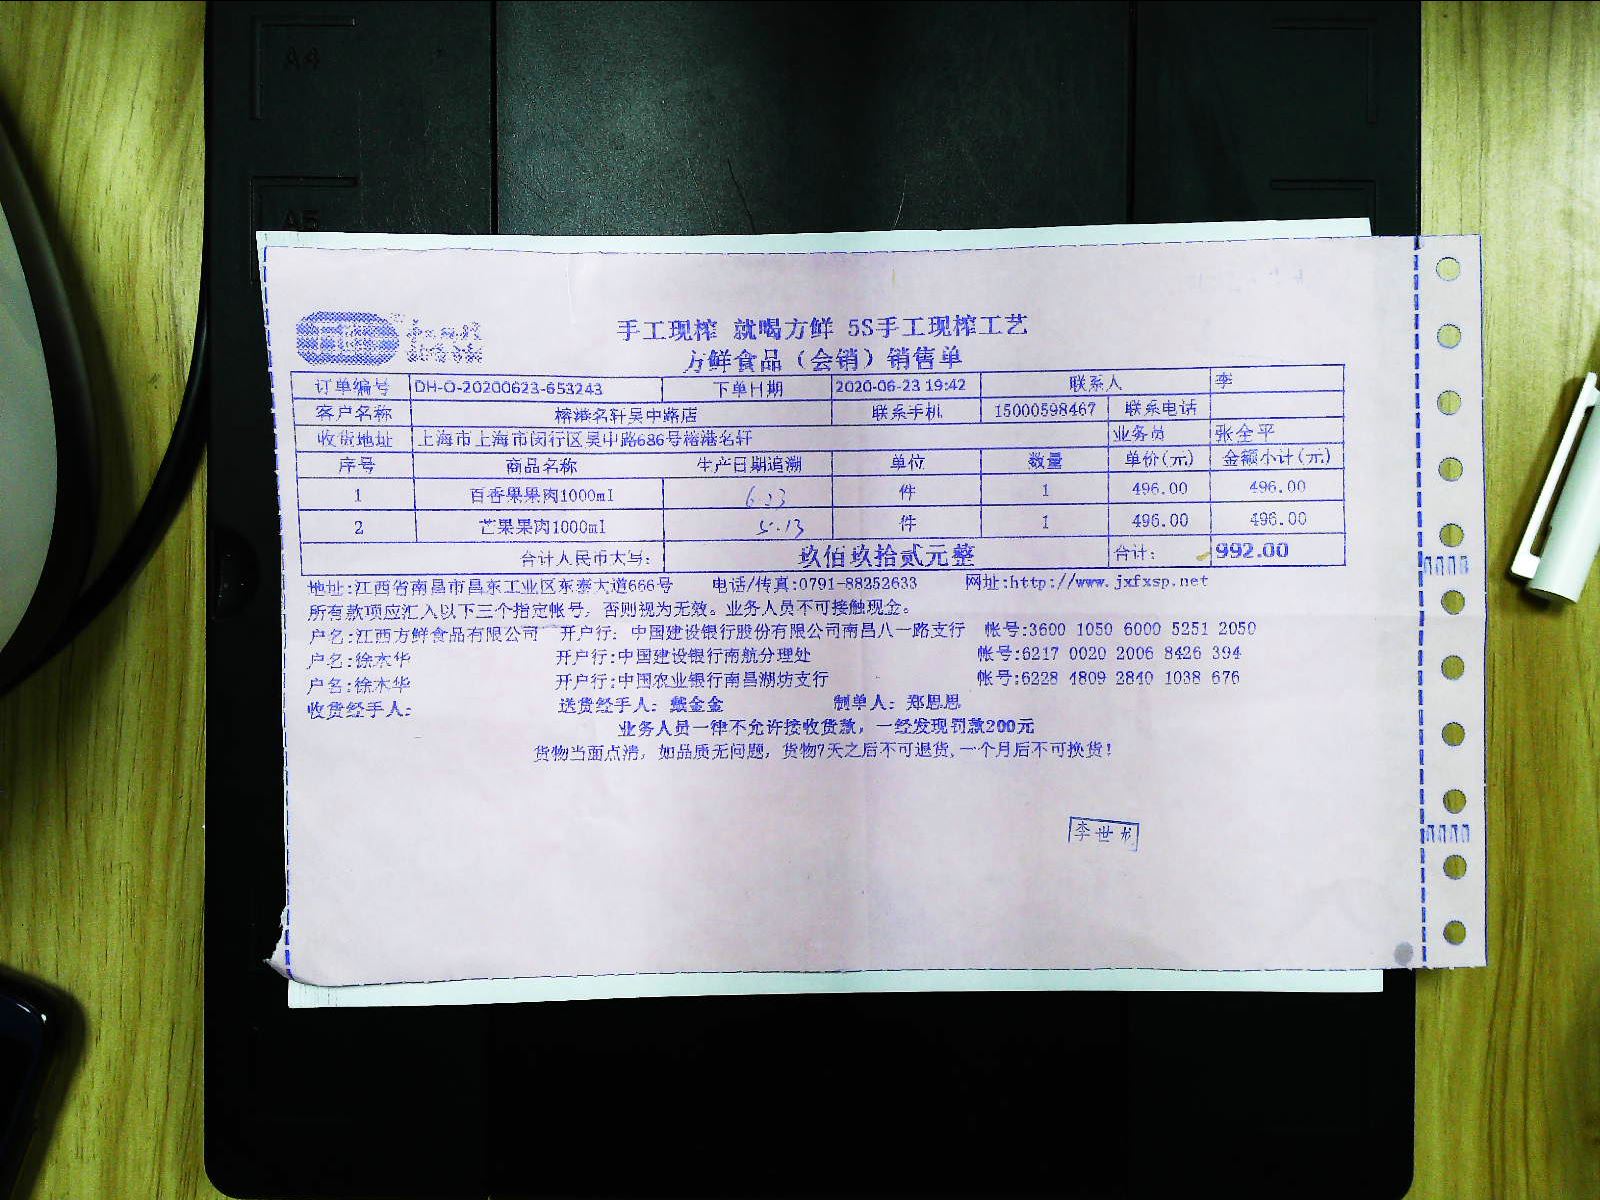 A4
A5
手工现榨 就喝方鲜 5S手工现榨工艺
方鲜食品（会销）销售单
订单编号 DH-O-20200623-653243 下单日期 2020-06-23 19:42 联系人 李
客户名称 榕港名轩吴中路店 联系手机 15000598467 联系电话
收货地址 上海市上海市闵行区吴中路686号榕港名轩 业务员 张全平
序号 商品名称 生产日期追溯 单位 数量 单价(元) 金额小计(元)
1 百香果果肉1000ml 6.23 件 1 496.00 496.00
2 芒果果肉1000ml 5.13 件 1 496.00 496.00
合计人民币大写： 玖佰玖拾贰元整 合计： 992.00
地址:江西省南昌市昌东工业区东泰大道666号 电话/传真:0791-88252633 网址:http://www.jxfxsp.net
所有款项应汇入以下三个指定帐号，否则视为无效。业务人员不可接触现金。
户名:江西方鲜食品有限公司 开户行：中国建设银行股份有限公司南昌八一路支行 帐号:3600 1050 6000 5251 2050
户名:徐木华 开户行:中国建设银行南航分理处 帐号:6217 0020 2006 8426 394
户名:徐木华 开户行:中国农业银行南昌湖坊支行 帐号:6228 4809 2840 1038 676
收货经手人： 送货经手人：戴金金 制单人：郑思思
业务人员一律不允许接收货款，一经发现罚款200元
货物当面点清，如品质无问题，货物7天之后不可退货,一个月后不可换货！
李世龙